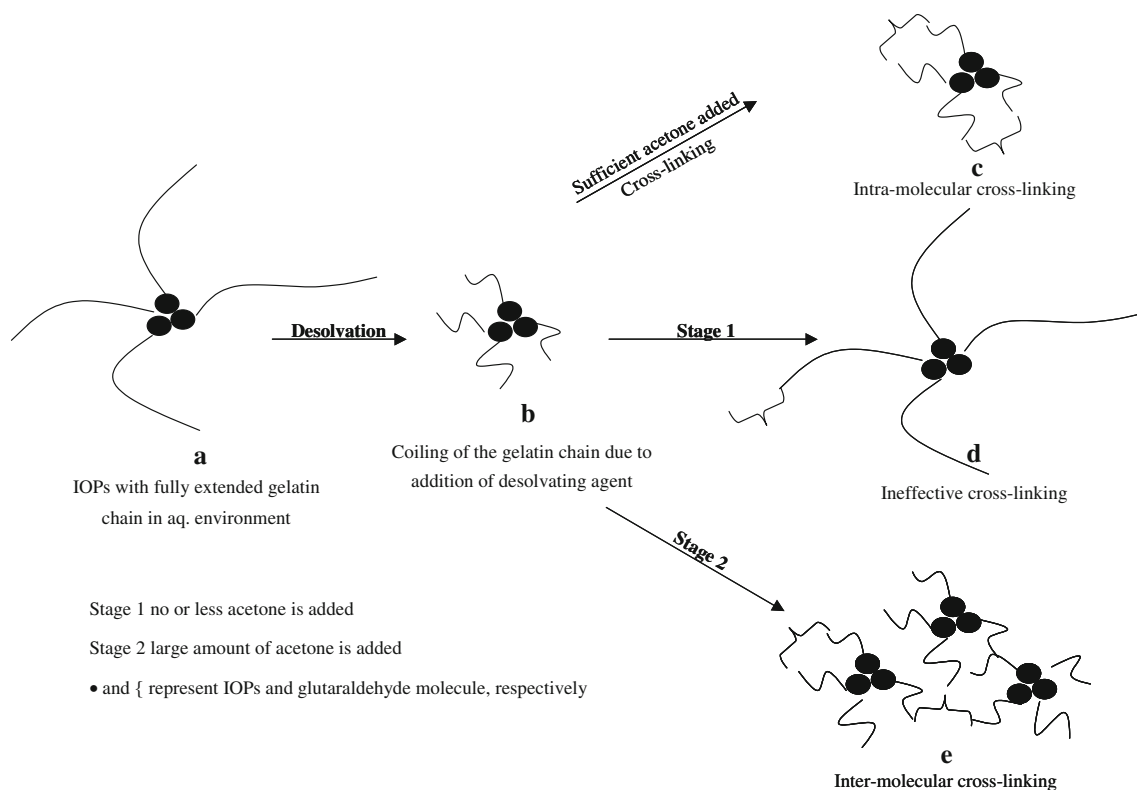 Sufficient acetone added
Cross-linking
c
Intra-molecular cross-linking
Desolvation
Stage 1
a
IOPs with fully extended gelatin
chain in aq. environment
b
Coiling of the gelatin chain due to
addition of desolvating agent
d
Ineffective cross-linking
Stage 2
Stage 1 no or less acetone is added
Stage 2 large amount of acetone is added
• and { represent IOPs and glutaraldehyde molecule, respectively
e
Inter-molecular cross-linking